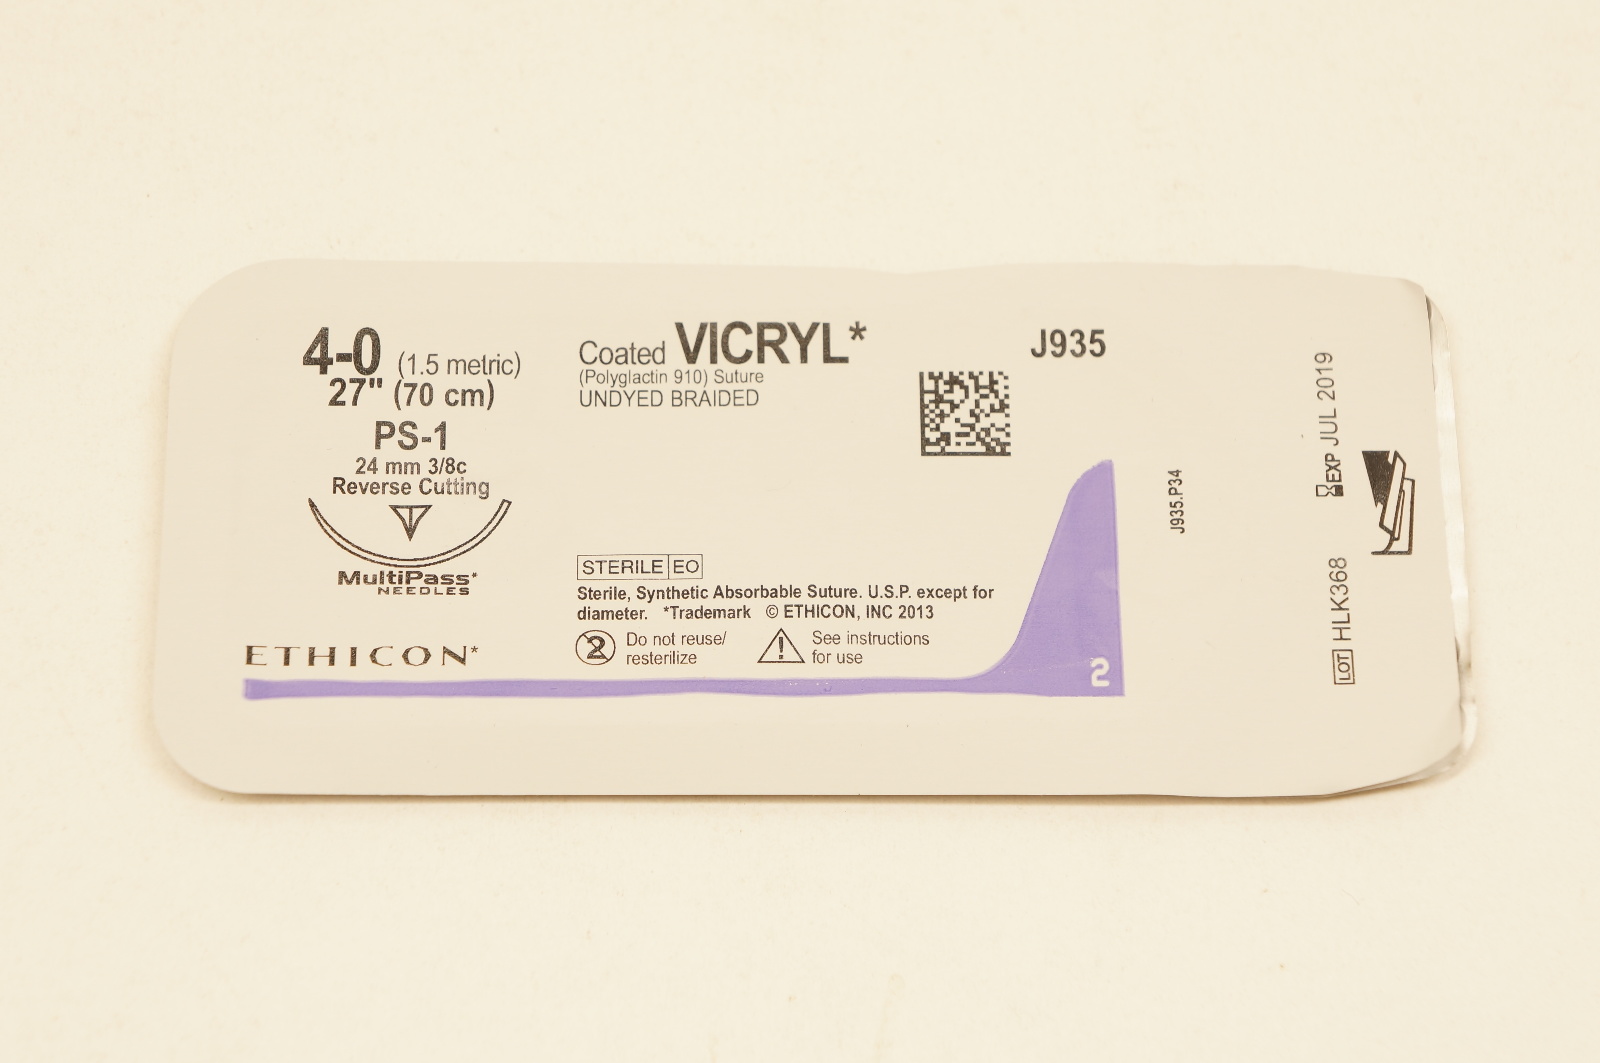 4-0 (1.5 metric)
27" (70 cm)
PS-1
24 mm 3/8c
Reverse Cutting
MultiPass*
NEEDLES
ETHICON*
Coated VICRYL*
(Polyglactin 910) Suture
UNDYED BRAIDED
STERILE EO
Sterile, Synthetic Absorbable Suture. U.S.P. except for
diameter. *Trademark © ETHICON, INC 2013
2 Do not reuse/
resterilize
! See instructions
for use
J935
2
J935.P34
EXP JUL 2019
LOT HLK368